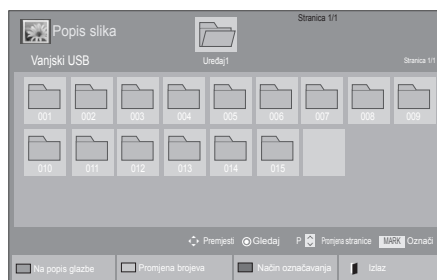 Stranica 1/1
Popis slika
Vanjski USB
Uređaj1
Stranica 1/1
001 002 003 004 005 006 007 008 009
010 011 012 013 014 015
Premjesti Gledaj P Promjena stranice MARK Označi
Na popis glazbe Promjena brojeva Način označavanja Izlaz